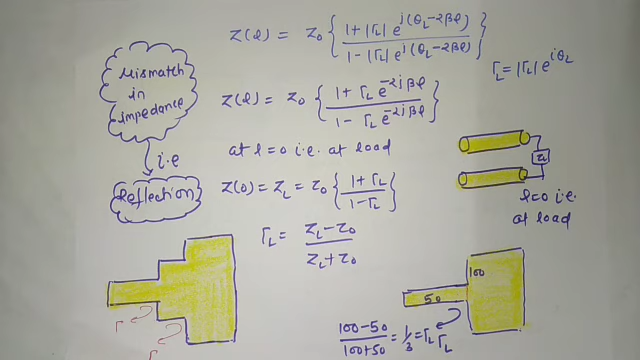 Z(l) = Z0 { 1+|ΓL| e^j(θL-2βl) / 1-|ΓL| e^j(θL-2βl) }
ΓL = |ΓL| e^jθL
Mismatch
in
impedance
i.e
Reflection
Z(l) = Z0 { 1 + ΓL e^-2jβl / 1 - ΓL e^-2jβl }
at l=0 i.e. at load
Z(0) = ZL = Z0 { 1+ΓL / 1-ΓL }
ΓL = ZL-Z0 / ZL+Z0
ZL
l=0 i.e
at load
Γ
Γ
50
100
100-50 / 100+50 = 1/3 = ΓL
ΓL